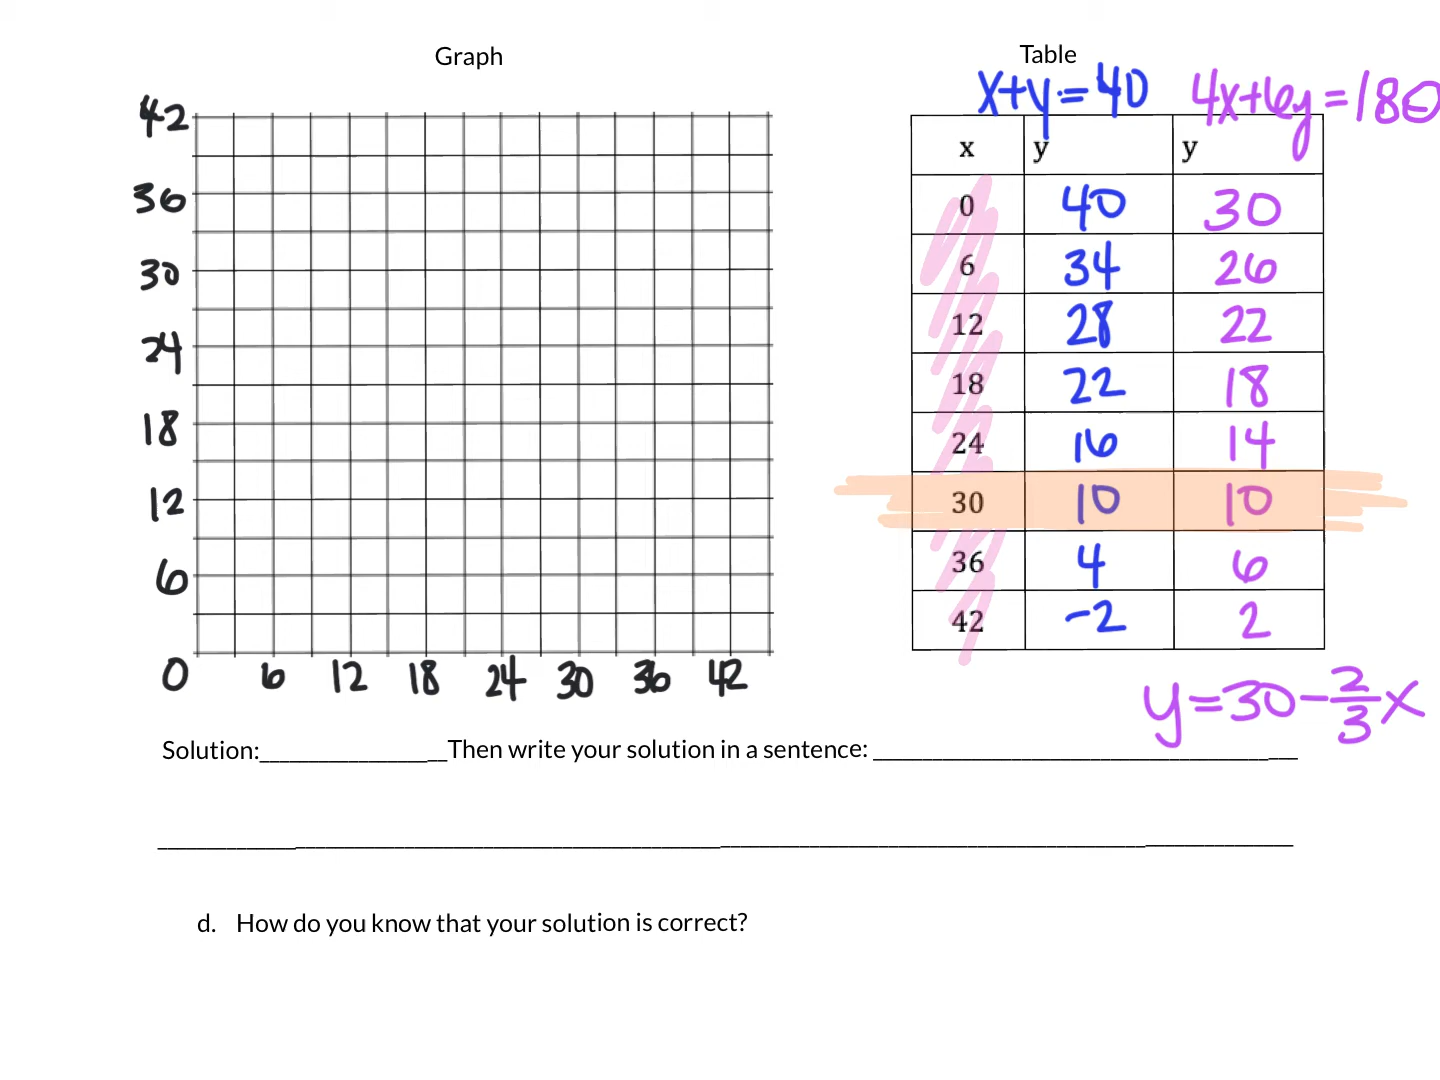 Graph
Table
x+y=40
4x+6y=180
42
36
30
24
18
12
6
0 6 12 18 24 30 36 42
x y y
0 40 30
6 34 26
12 28 22
18 22 18
24 16 14
30 10 10
36 4 6
42 -2 2
y=30-2/3x
Solution:_______________Then write your solution in a sentence: ___________________________________
d. How do you know that your solution is correct?